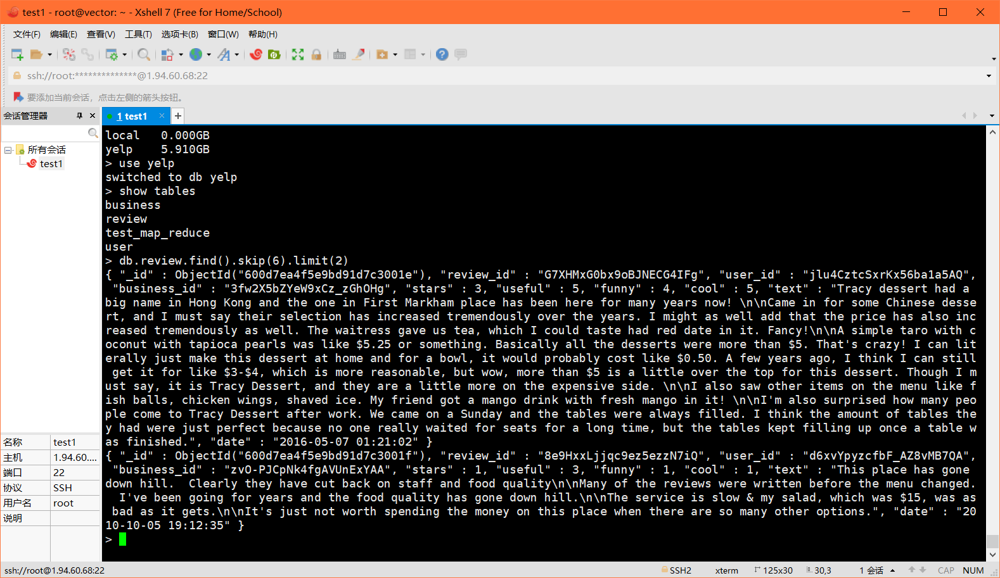 test1 - root@vector: ~ - Xshell 7 (Free for Home/School)
文件(F) 编辑(E) 查看(V) 工具(T) 选项卡(B) 窗口(W) 帮助(H)
ssh://root:**************@1.94.60.68:22
要添加当前会话，点击左侧的箭头按钮。
会话管理器
1 test1
所有会话
test1
local   0.000GB
yelp    5.910GB
> use yelp
switched to db yelp
> show tables
business
review
test_map_reduce
user
> db.review.find().skip(6).limit(2)
{ "_id" : ObjectId("600d7ea4f5e9bd91d7c3001e"), "review_id" : "G7XHMxG0bx9oBJNECG4IFg", "user_id" : "jlu4CztcSxrKx56ba1a5AQ",
 "business_id" : "3fw2X5bZYeW9xCz_zGhOHg", "stars" : 3, "useful" : 5, "funny" : 4, "cool" : 5, "text" : "Tracy dessert had a
big name in Hong Kong and the one in First Markham place has been here for many years now! \n\nCame in for some Chinese desse
rt, and I must say their selection has increased tremendously over the years. I might as well add that the price has also inc
reased tremendously as well. The waitress gave us tea, which I could taste had red date in it. Fancy!\n\nA simple taro with c
oconut with tapioca pearls was like $5.25 or something. Basically all the desserts were more than $5. That's crazy! I can lit
erally just make this dessert at home and for a bowl, it would probably cost like $0.50. A few years ago, I think I can still
 get it for like $3-$4, which is more reasonable, but wow, more than $5 is a little over the top for this dessert. Though I m
ust say, it is Tracy Dessert, and they are a little more on the expensive side. \n\nI also saw other items on the menu like f
ish balls, chicken wings, shaved ice. My friend got a mango drink with fresh mango in it! \n\nI'm also surprised how many peo
ple come to Tracy Dessert after work. We came on a Sunday and the tables were always filled. I think the amount of tables the
y had were just perfect because no one really waited for seats for a long time, but the tables kept filling up once a table w
as finished.", "date" : "2016-05-07 01:21:02" }
{ "_id" : ObjectId("600d7ea4f5e9bd91d7c3001f"), "review_id" : "8e9HxxLjjqc9ez5ezzN7iQ", "user_id" : "d6xvYpyzcfbF_AZ8vMB7QA",
 "business_id" : "zvO-PJCpNk4fgAVUnExYAA", "stars" : 1, "useful" : 3, "funny" : 1, "cool" : 1, "text" : "This place has gone
down hill.  Clearly they have cut back on staff and food quality\n\nMany of the reviews were written before the menu changed.
  I've been going for years and the food quality has gone down hill.\n\nThe service is slow & my salad, which was $15, was as
 bad as it gets.\n\nIt's just not worth spending the money on this place when there are so many other options.", "date" : "20
10-10-05 19:12:35" }
>
名称 test1
主机 1.94.60....
端口 22
协议 SSH
用户名 root
说明
ssh://root@1.94.60.68:22 SSH2 xterm 125x30 30,3 1 会话 CAP NUM